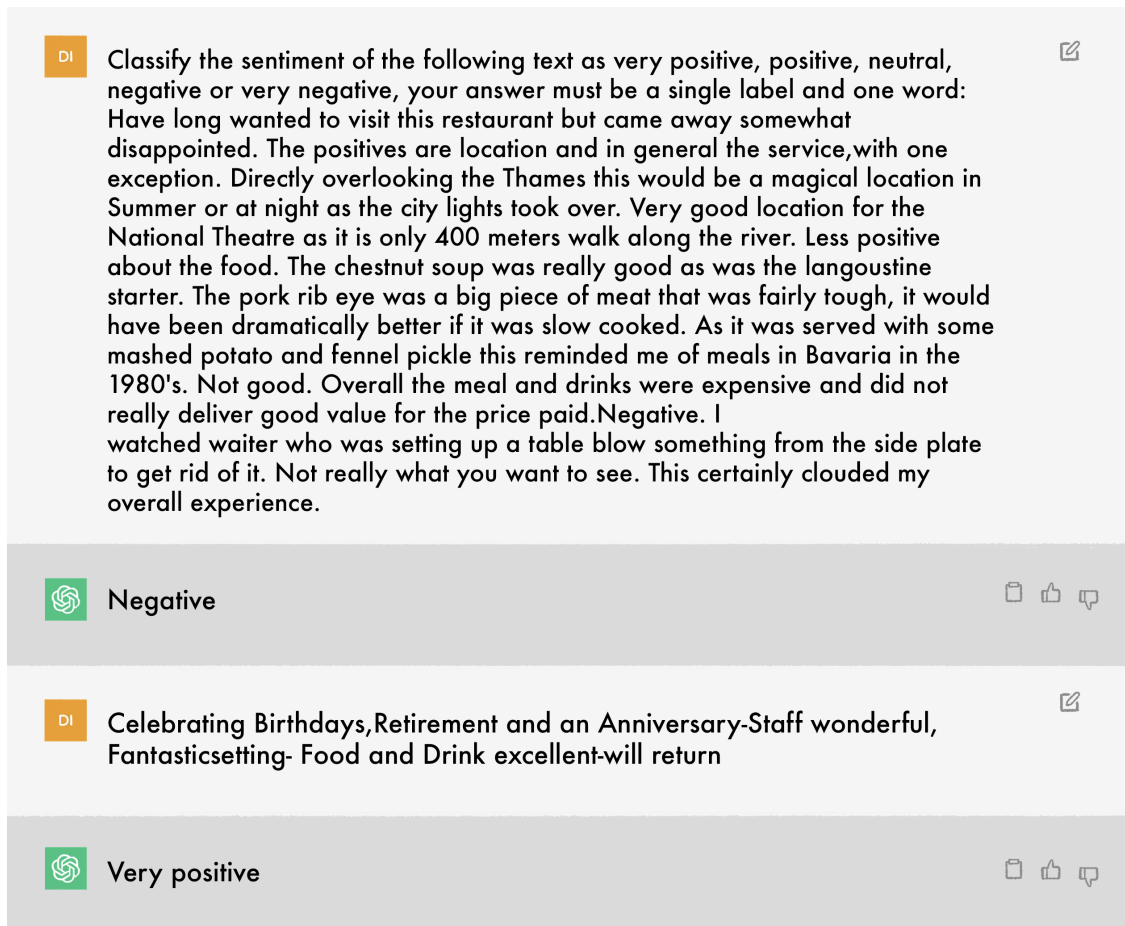 DI
Classify the sentiment of the following text as very positive, positive, neutral,
negative or very negative, your answer must be a single label and one word:
Have long wanted to visit this restaurant but came away somewhat
disappointed. The positives are location and in general the service,with one
exception. Directly overlooking the Thames this would be a magical location in
Summer or at night as the city lights took over. Very good location for the
National Theatre as it is only 400 meters walk along the river. Less positive
about the food. The chestnut soup was really good as was the langoustine
starter. The pork rib eye was a big piece of meat that was fairly tough, it would
have been dramatically better if it was slow cooked. As it was served with some
mashed potato and fennel pickle this reminded me of meals in Bavaria in the
1980's. Not good. Overall the meal and drinks were expensive and did not
really deliver good value for the price paid.Negative. I
watched waiter who was setting up a table blow something from the side plate
to get rid of it. Not really what you want to see. This certainly clouded my
overall experience.
Negative
DI
Celebrating Birthdays,Retirement and an Anniversary-Staff wonderful,
Fantasticsetting- Food and Drink excellent-will return
Very positive